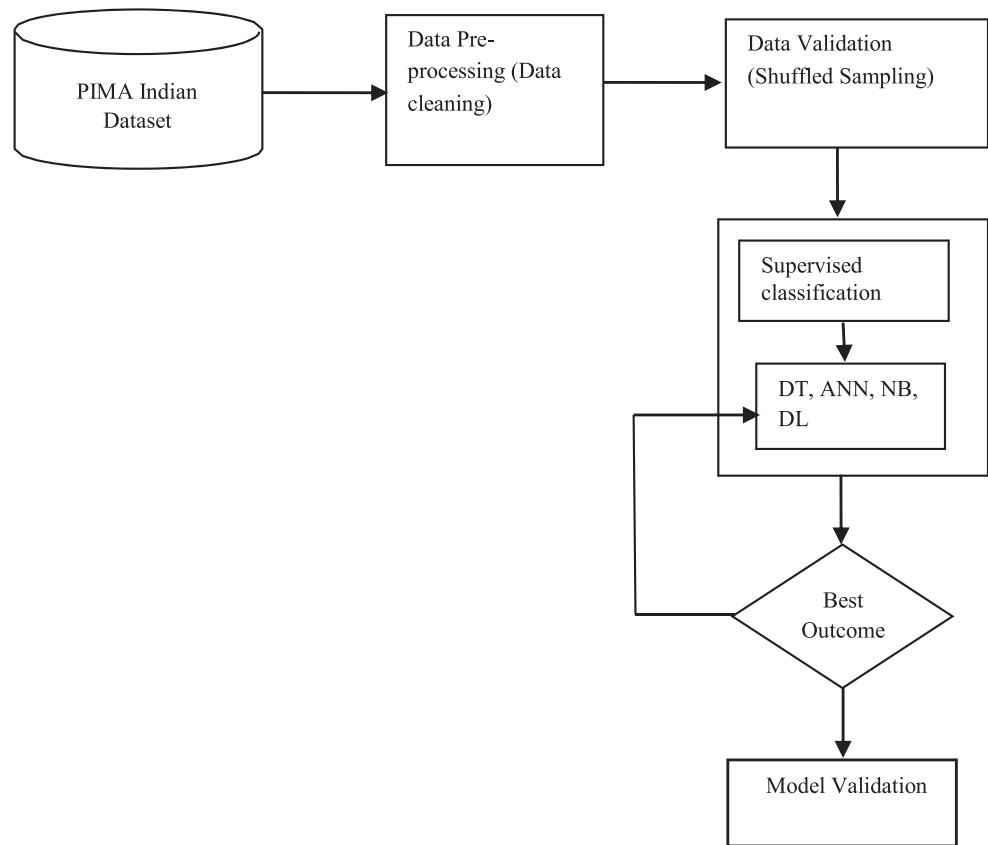 PIMA Indian
Dataset
Data Pre-
processing (Data
cleaning)
Data Validation
(Shuffled Sampling)
Supervised
classification
DT, ANN, NB,
DL
Best
Outcome
Model Validation